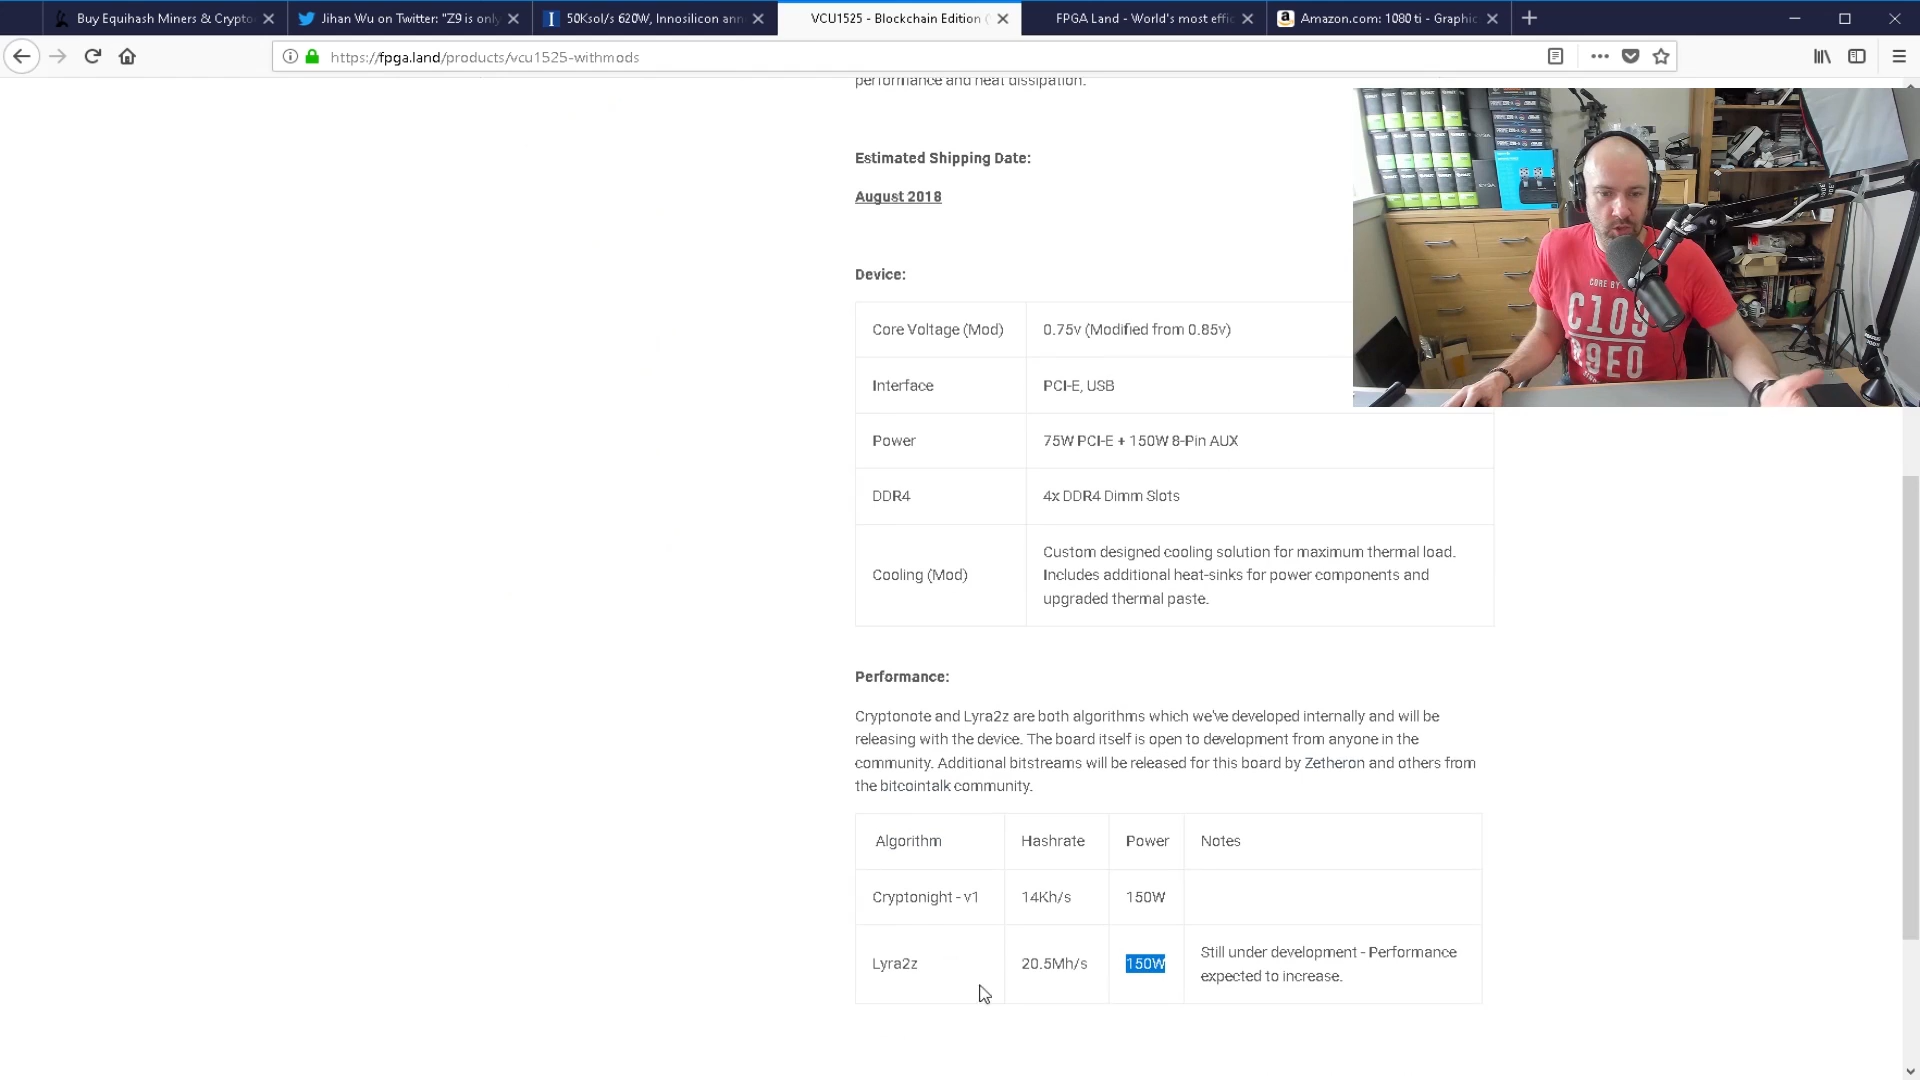 Buy Equihash Miners & Crypto
Jihan Wu on Twitter: "Z9 is only
50Ksol/s 620W, Innosilicon ann
VCU1525 - Blockchain Edition (
FPGA Land - World's most effic
Amazon.com: 1080 ti - Graphic
https://fpga.land/products/vcu1525-withmods
performance and heat dissipation.
Estimated Shipping Date:
August 2018
Device:
Core Voltage (Mod) 0.75v (Modified from 0.85v)
Interface PCI-E, USB
Power 75W PCI-E + 150W 8-Pin AUX
DDR4 4x DDR4 Dimm Slots
Cooling (Mod) Custom designed cooling solution for maximum thermal load.
Includes additional heat-sinks for power components and
upgraded thermal paste.
Performance:
Cryptonote and Lyra2z are both algorithms which we've developed internally and will be
releasing with the device. The board itself is open to development from anyone in the
community. Additional bitstreams will be released for this board by Zetheron and others from
the bitcointalk community.
Algorithm Hashrate Power Notes
Cryptonight - v1 14Kh/s 150W
Lyra2z 20.5Mh/s 150W Still under development - Performance
expected to increase.